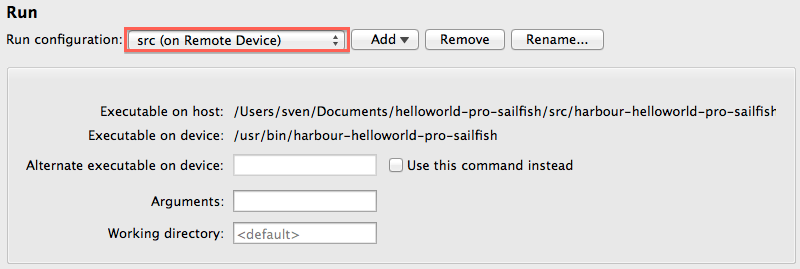 Run
Run configuration: src (on Remote Device) Add Remove Rename...
Executable on host: /Users/sven/Documents/helloworld-pro-sailfish/src/harbour-helloworld-pro-sailfish
Executable on device: /usr/bin/harbour-helloworld-pro-sailfish
Alternate executable on device: Use this command instead
Arguments:
Working directory: <default>